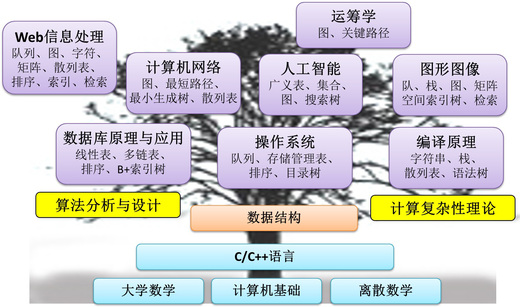 运筹学
图、关键路径
Web信息处理
队列、图、字符、
矩阵、散列表、
排序、索引、检索
计算机网络
图、最短路径、
最小生成树、散列表
人工智能
广义表、集合、
图、搜索树
图形图像
队、栈、图、矩阵
空间索引树、检索
数据库原理与应用
线性表、多链表、
排序、B+索引树
操作系统
队列、存储管理表、
排序、目录树
编译原理
字符串、栈、
散列表、语法树
算法分析与设计
数据结构
计算复杂性理论
C/C++语言
大学数学
计算机基础
离散数学